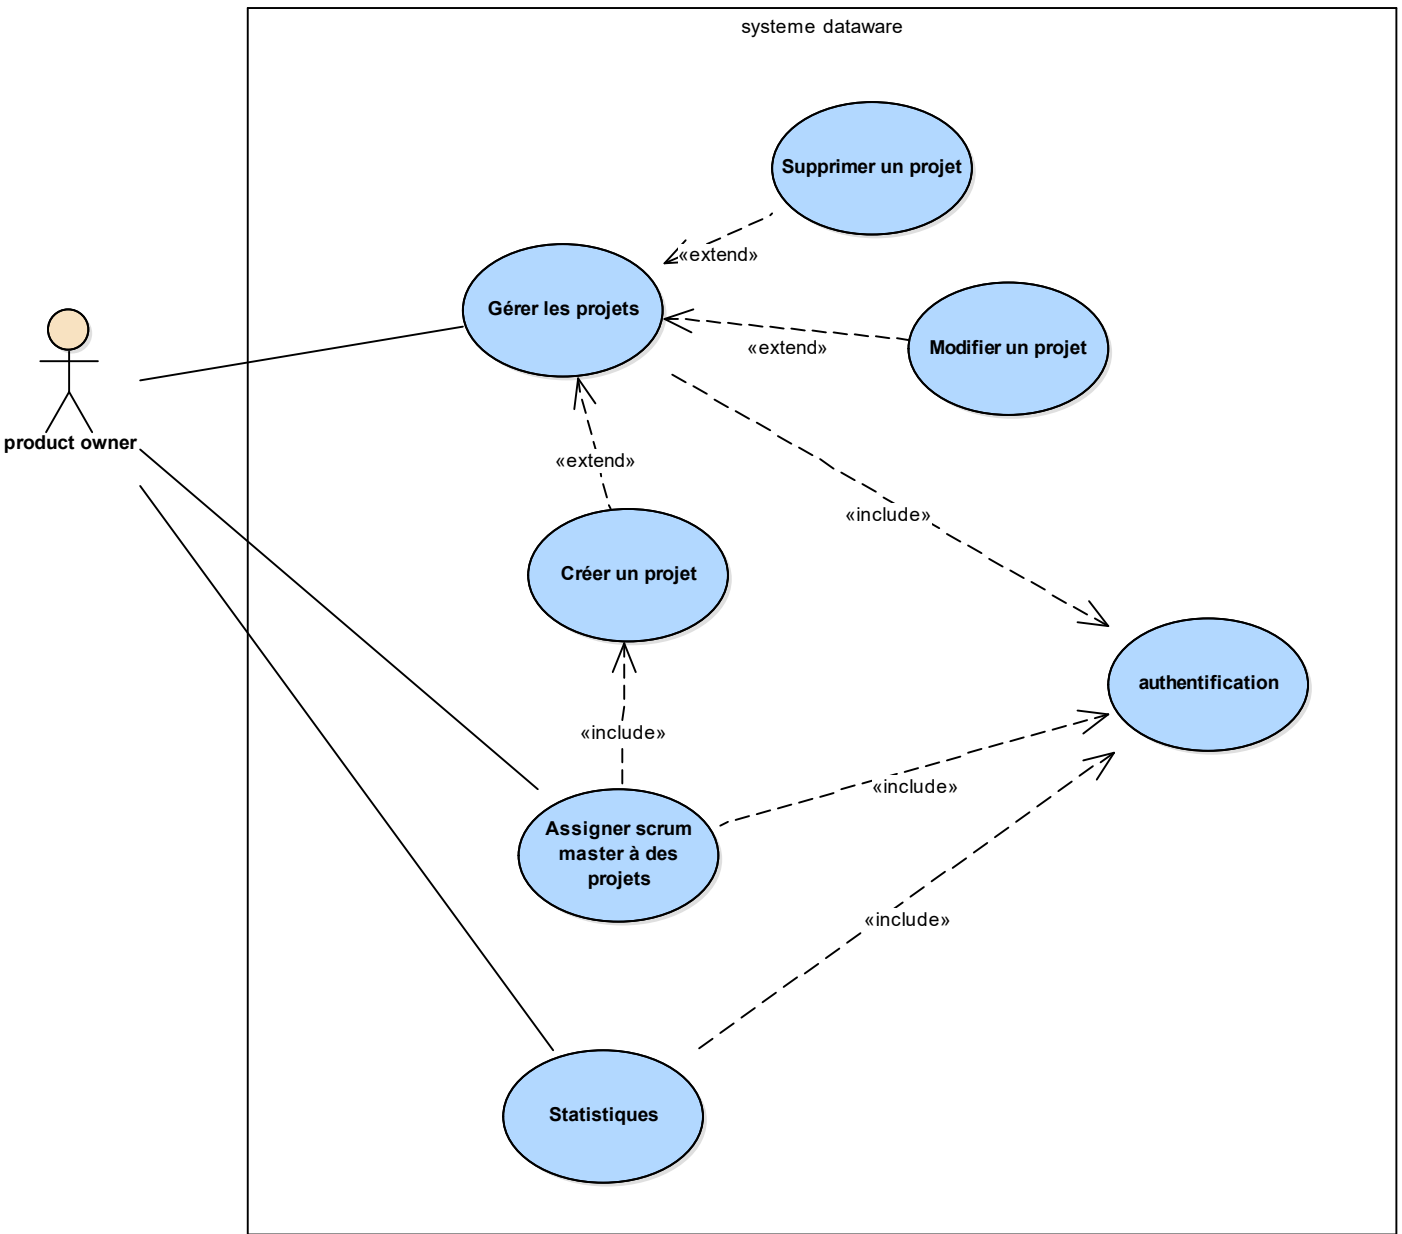 systeme dataware
Supprimer un projet
«extend»
Gérer les projets
«extend»
Modifier un projet
product owner
«extend»
«include»
Créer un projet
authentification
«include»
«include»
Assigner scrum
master à des
projets
«include»
Statistiques